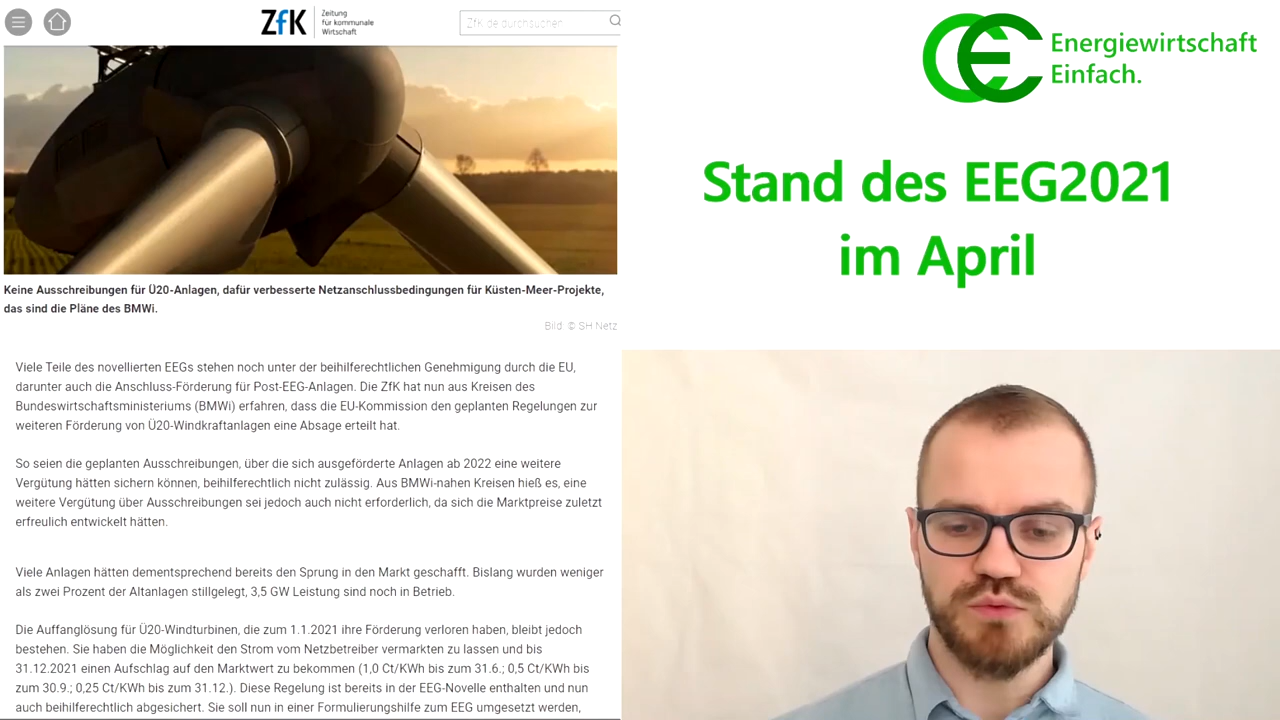 ZfK
Zeitung
für kommunale
Wirtschaft
ZfK.de durchsuchen
Keine Ausschreibungen für Ü20-Anlagen, dafür verbesserte Netzanschlussbedingungen für Küsten-Meer-Projekte,
das sind die Pläne des BMWi.
Bild: © SH Netz
Viele Teile des novellierten EEGs stehen noch unter der beihilferechtlichen Genehmigung durch die EU,
darunter auch die Anschluss-Förderung für Post-EEG-Anlagen. Die ZfK hat nun aus Kreisen des
Bundeswirtschaftsministeriums (BMWi) erfahren, dass die EU-Kommission den geplanten Regelungen zur
weiteren Förderung von Ü20-Windkraftanlagen eine Absage erteilt hat.
So seien die geplanten Ausschreibungen, über die sich ausgeförderte Anlagen ab 2022 eine weitere
Vergütung hätten sichern können, beihilferechtlich nicht zulässig. Aus BMWi-nahen Kreisen hieß es, eine
weitere Vergütung über Ausschreibungen sei jedoch auch nicht erforderlich, da sich die Marktpreise zuletzt
erfreulich entwickelt hätten.
Viele Anlagen hätten dementsprechend bereits den Sprung in den Markt geschafft. Bislang wurden weniger
als zwei Prozent der Altanlagen stillgelegt, 3,5 GW Leistung sind noch in Betrieb.
Die Auffanglösung für Ü20-Windturbinen, die zum 1.1.2021 ihre Förderung verloren haben, bleibt jedoch
bestehen. Sie haben die Möglichkeit den Strom vom Netzbetreiber vermarkten zu lassen und bis
31.12.2021 einen Aufschlag auf den Marktwert zu bekommen (1,0 Ct/KWh bis zum 31.6.; 0,5 Ct/KWh bis
zum 30.9.; 0,25 Ct/KWh bis zum 31.12.). Diese Regelung ist bereits in der EEG-Novelle enthalten und nun
auch beihilferechtlich abgesichert. Sie soll nun in einer Formulierungshilfe zum EEG umgesetzt werden,
Energiewirtschaft
Einfach.
Stand des EEG2021
im April